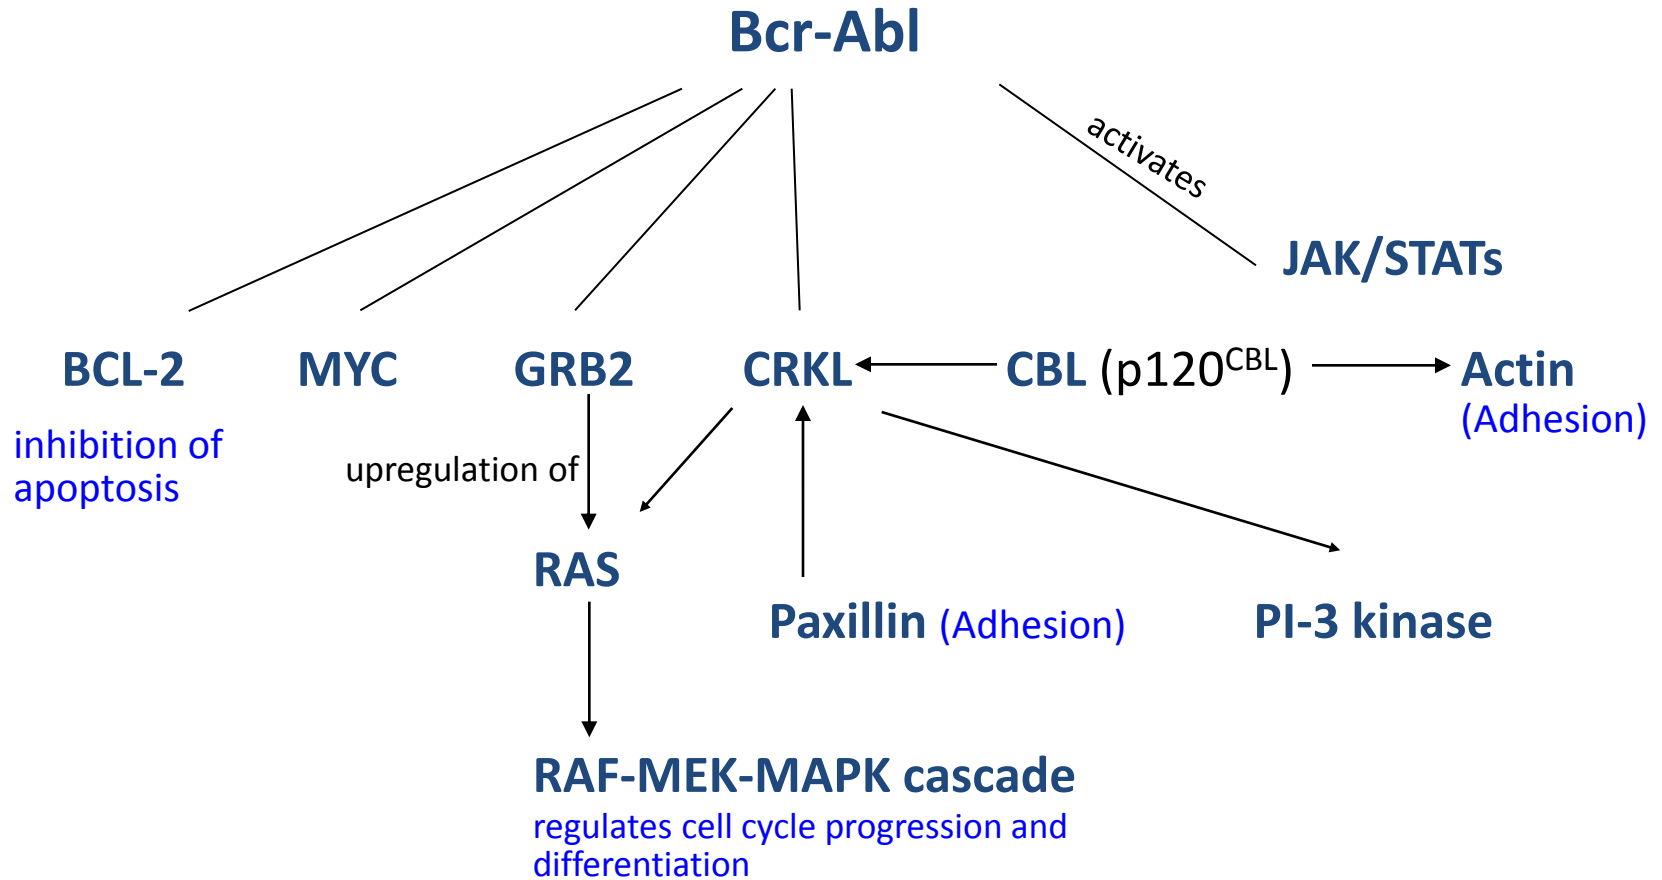 Bcr-Abl
activates
JAK/STATs
BCL-2
MYC
GRB2
CRKL
CBL (p120CBL)
Actin
(Adhesion)
inhibition of
apoptosis
upregulation of
RAS
Paxillin (Adhesion)
PI-3 kinase
RAF-MEK-MAPK cascade
regulates cell cycle progression and
differentiation